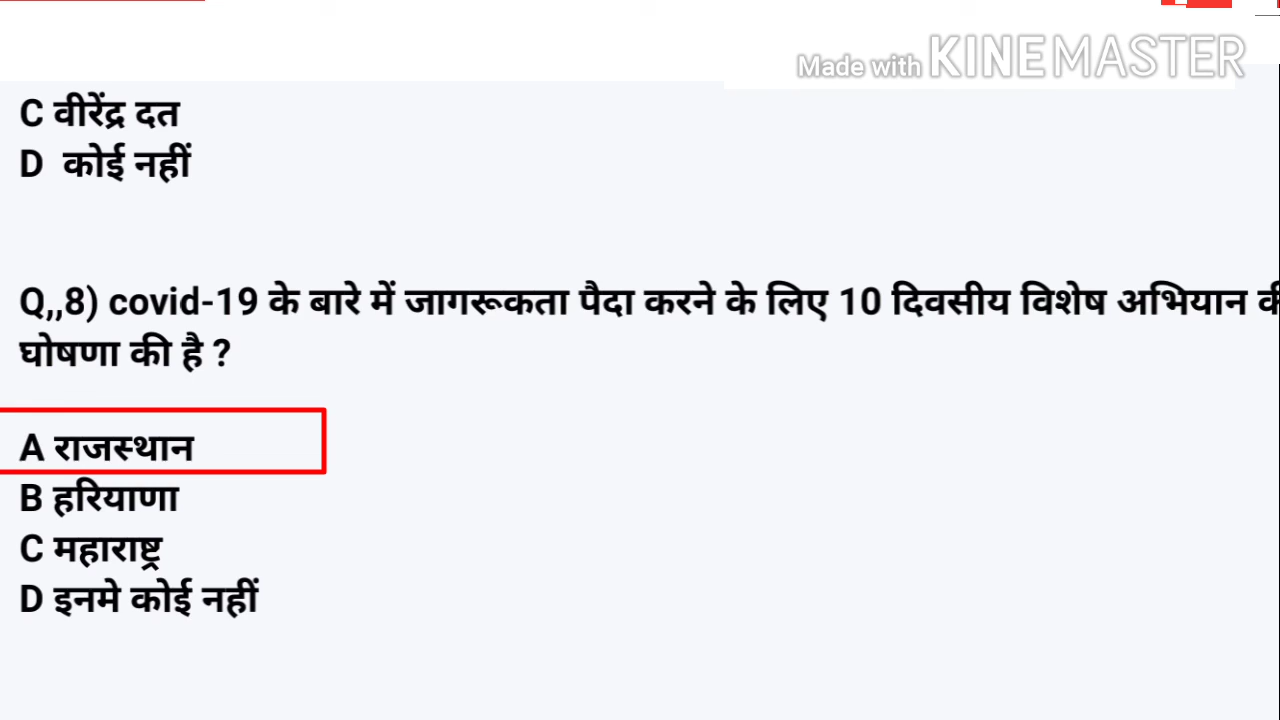 Made with KINEMASTER
C वीरेंद्र दत
D कोई नहीं
Q,,8) covid-19 के बारे में जागरूकता पैदा करने के लिए 10 दिवसीय विशेष अभियान की
घोषणा की है ?
A राजस्थान
B हरियाणा
C महाराष्ट्र
D इनमे कोई नहीं